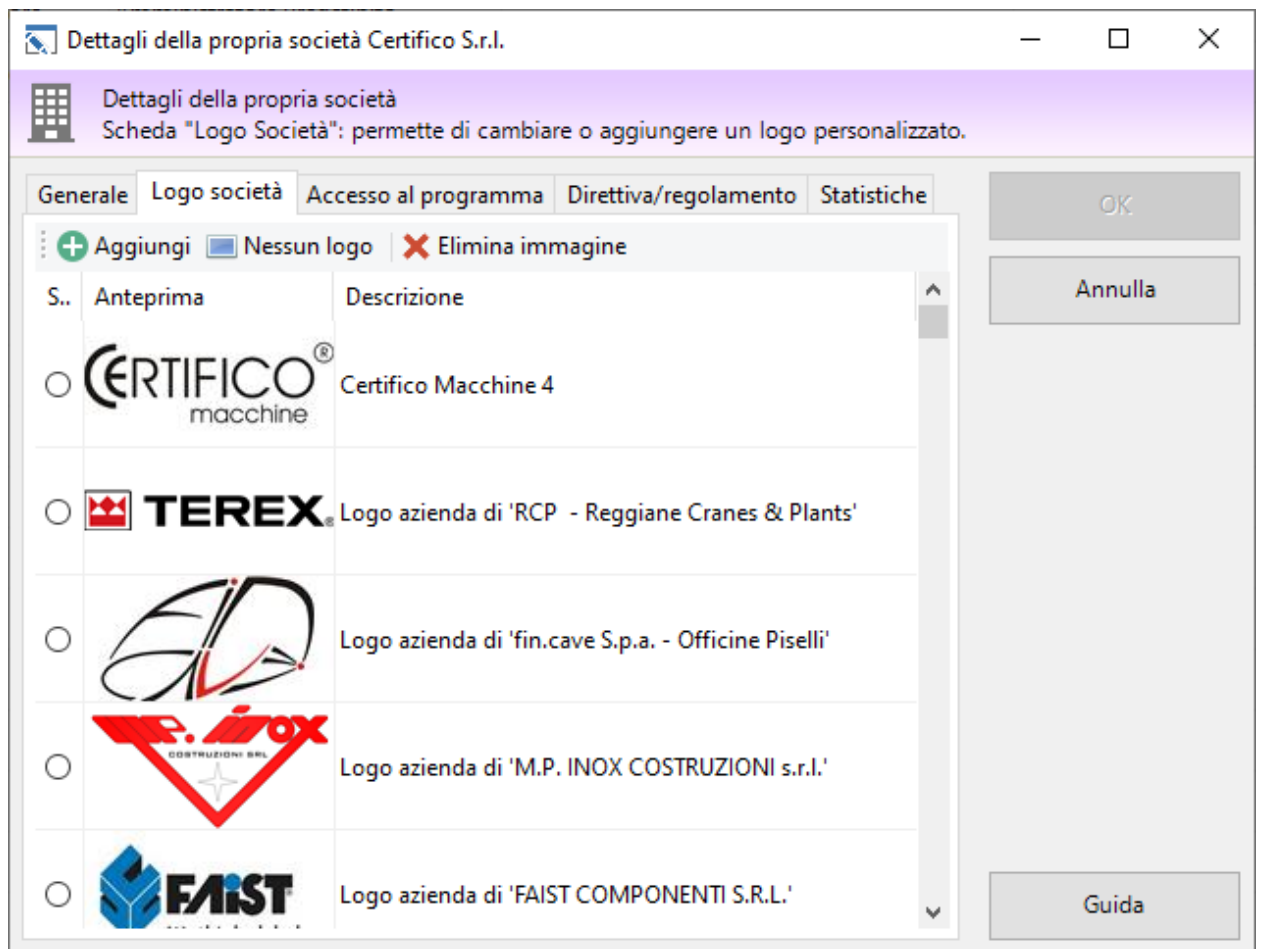 Dettagli della propria società Certifico S.r.l.
Dettagli della propria società
Scheda "Logo Società": permette di cambiare o aggiungere un logo personalizzato.
Generale Logo società Accesso al programma Direttiva/regolamento Statistiche
OK
Annulla
Aggiungi Nessun logo Elimina immagine
S.. Anteprima Descrizione
CERTIFICO®
macchine
Certifico Macchine 4
TEREX®
Logo azienda di 'RCP  - Reggiane Cranes & Plants'
Logo azienda di 'fin.cave S.p.a. - Officine Piselli'
m.p. inox
COSTRUZIONI SRL
Logo azienda di 'M.P. INOX COSTRUZIONI s.r.l.'
FAIST
Logo azienda di 'FAIST COMPONENTI S.R.L.'
Guida